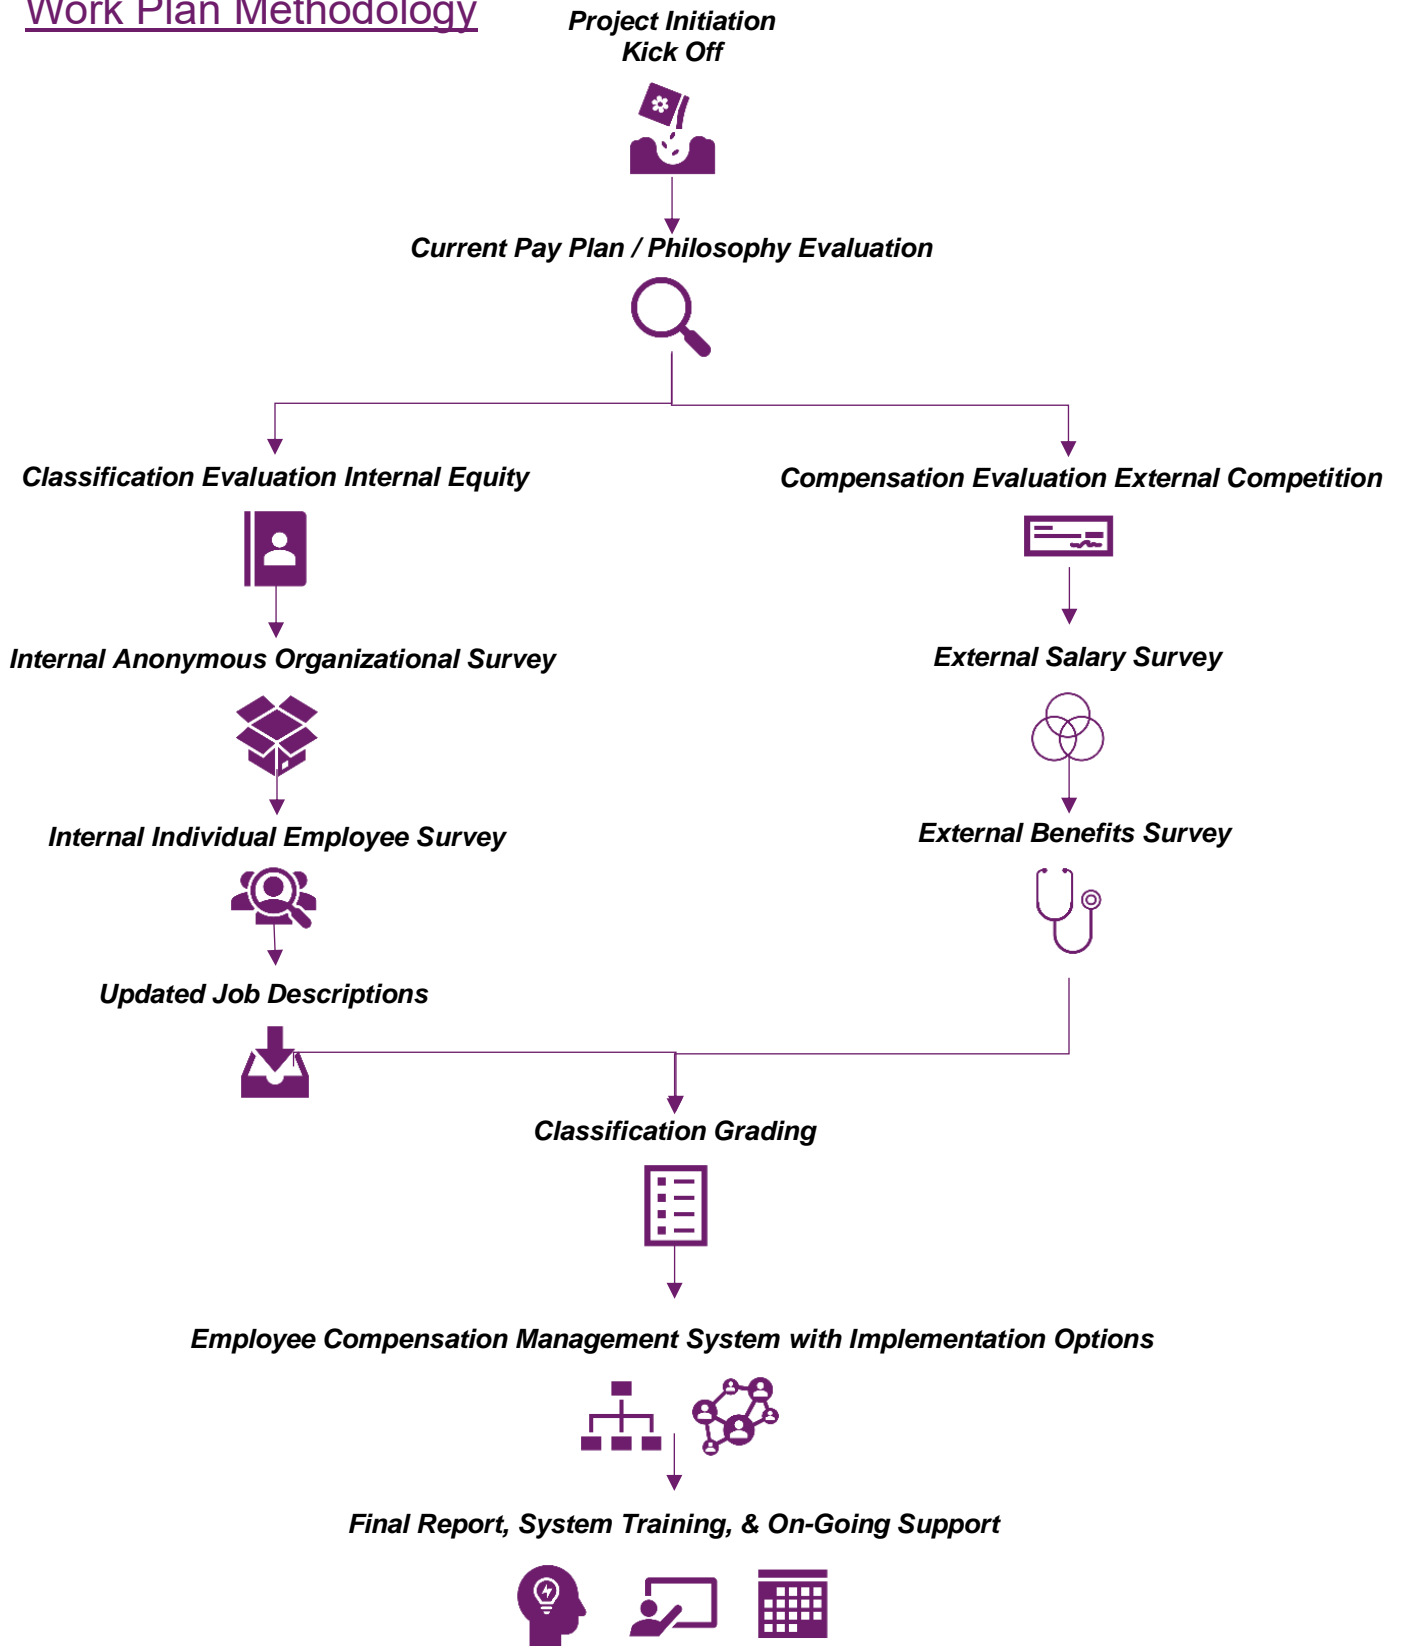 Work Plan Methodology
Project Initiation
Kick Off
Current Pay Plan / Philosophy Evaluation
Classification Evaluation Internal Equity
Compensation Evaluation External Competition
Internal Anonymous Organizational Survey
External Salary Survey
Internal Individual Employee Survey
External Benefits Survey
Updated Job Descriptions
Classification Grading
Employee Compensation Management System with Implementation Options
Final Report, System Training, & On-Going Support